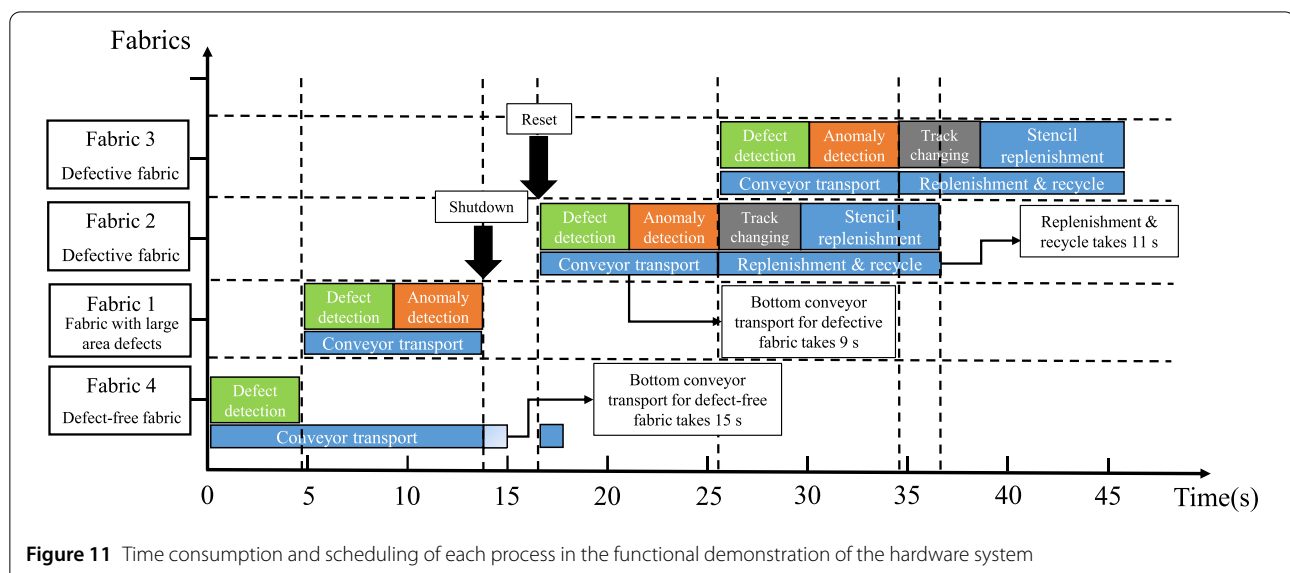 Fabrics
Reset
Fabric 3
Defective fabric
Defect
detection
Anomaly
detection
Track
changing
Stencil
replenishment
Conveyor transport
Replenishment & recycle
Shutdown
Fabric 2
Defective fabric
Defect
detection
Anomaly
detection
Track
changing
Stencil
replenishment
Conveyor transport
Replenishment & recycle
Replenishment &
recycle takes 11 s
Fabric 1
Fabric with large
area defects
Defect
detection
Anomaly
detection
Conveyor transport
Bottom conveyor
transport for defective
fabric takes 9 s
Fabric 4
Defect-free fabric
Defect
detection
Conveyor transport
Bottom conveyor
transport for defect-free
fabric takes 15 s
0 5 10 15 20 25 30 35 40 45 Time(s)
Figure 11 Time consumption and scheduling of each process in the functional demonstration of the hardware system